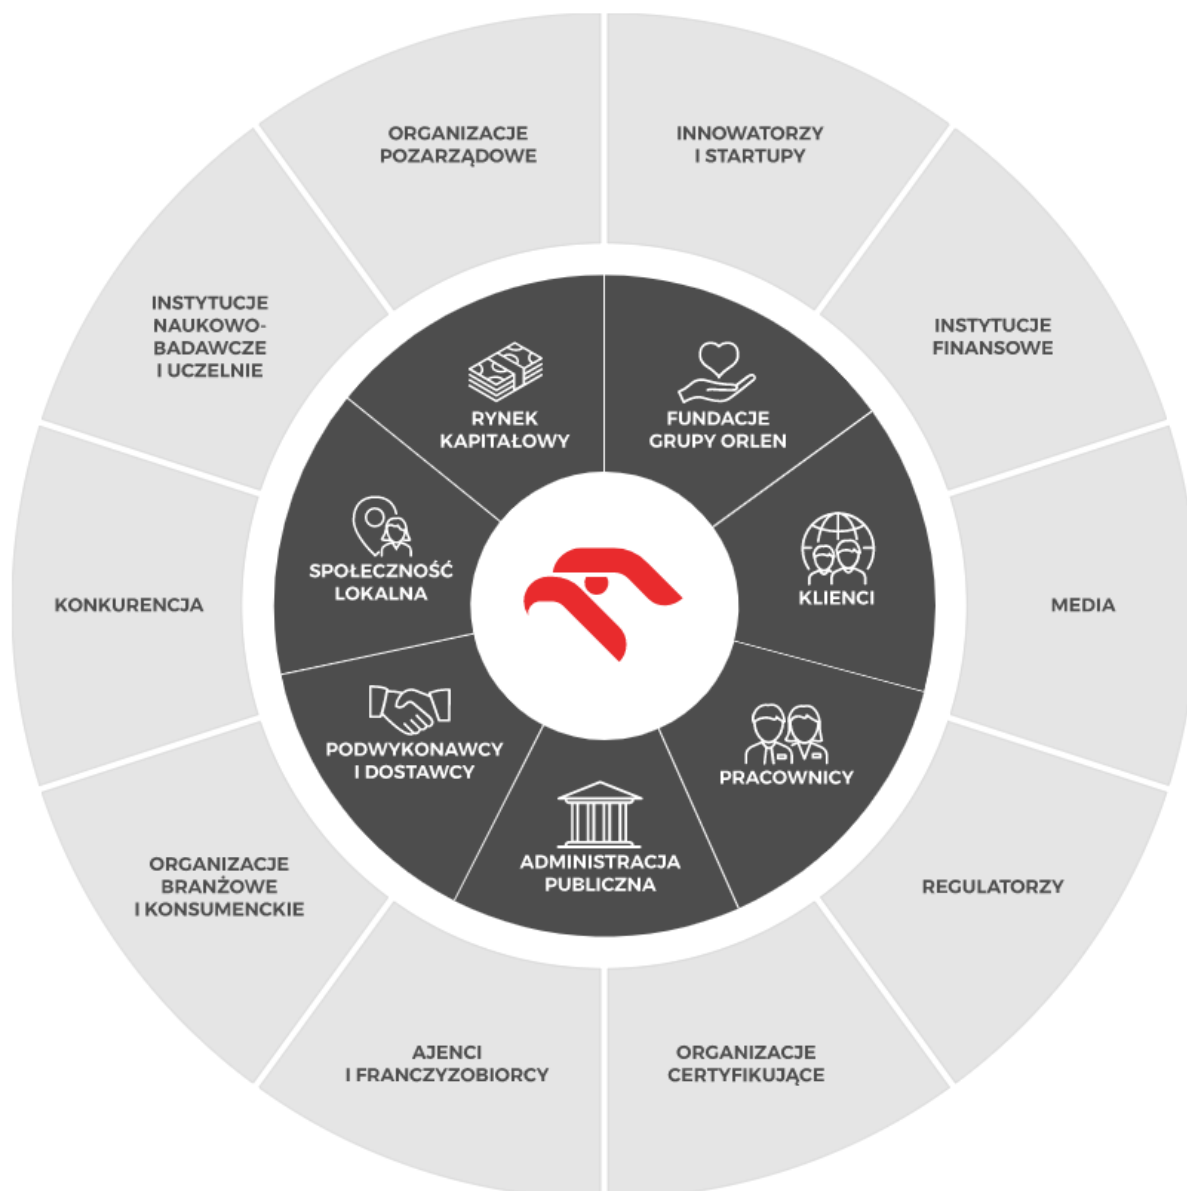 ORGANIZACJE
POZARZĄDOWE
INNOWATORZY
I STARTUPY
INSTYTUCJE
NAUKOWO-
BADAWCZE
I UCZELNIE
INSTYTUCJE
FINANSOWE
RYNEK
KAPITAŁOWY
FUNDACJE
GRUPY ORLEN
SPOŁECZNOŚĆ
LOKALNA
KLIENCI
KONKURENCJA
MEDIA
PODWYKONAWCY
I DOSTAWCY
PRACOWNICY
ADMINISTRACJA
PUBLICZNA
ORGANIZACJE
BRANŻOWE
I KONSUMENCKIE
REGULATORZY
AJENCI
I FRANCZYZOBIORCY
ORGANIZACJE
CERTYFIKUJĄCE